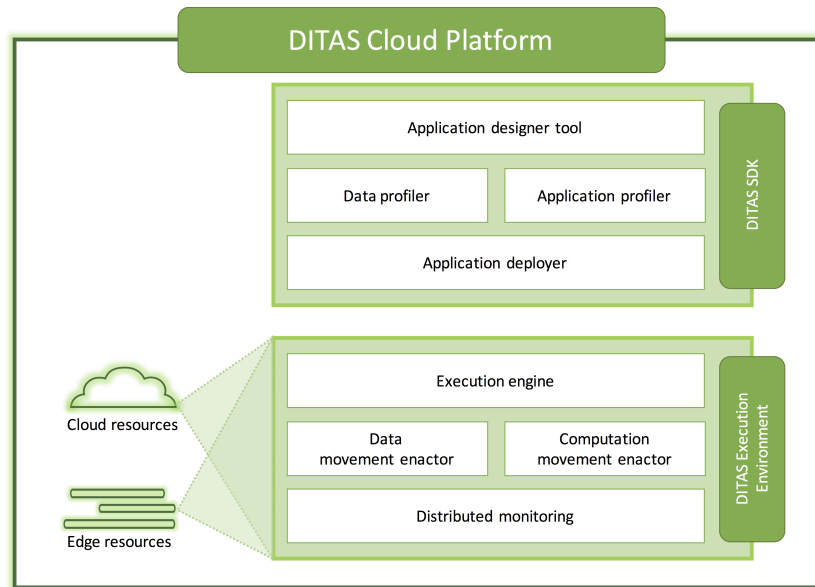 DITAS Cloud Platform
Application designer tool
Data profiler
Application profiler
Application deployer
DITAS SDK
Execution engine
Data
movement enactor
Computation
movement enactor
Distributed monitoring
DITAS Execution
Environment
Cloud resources
Edge resources